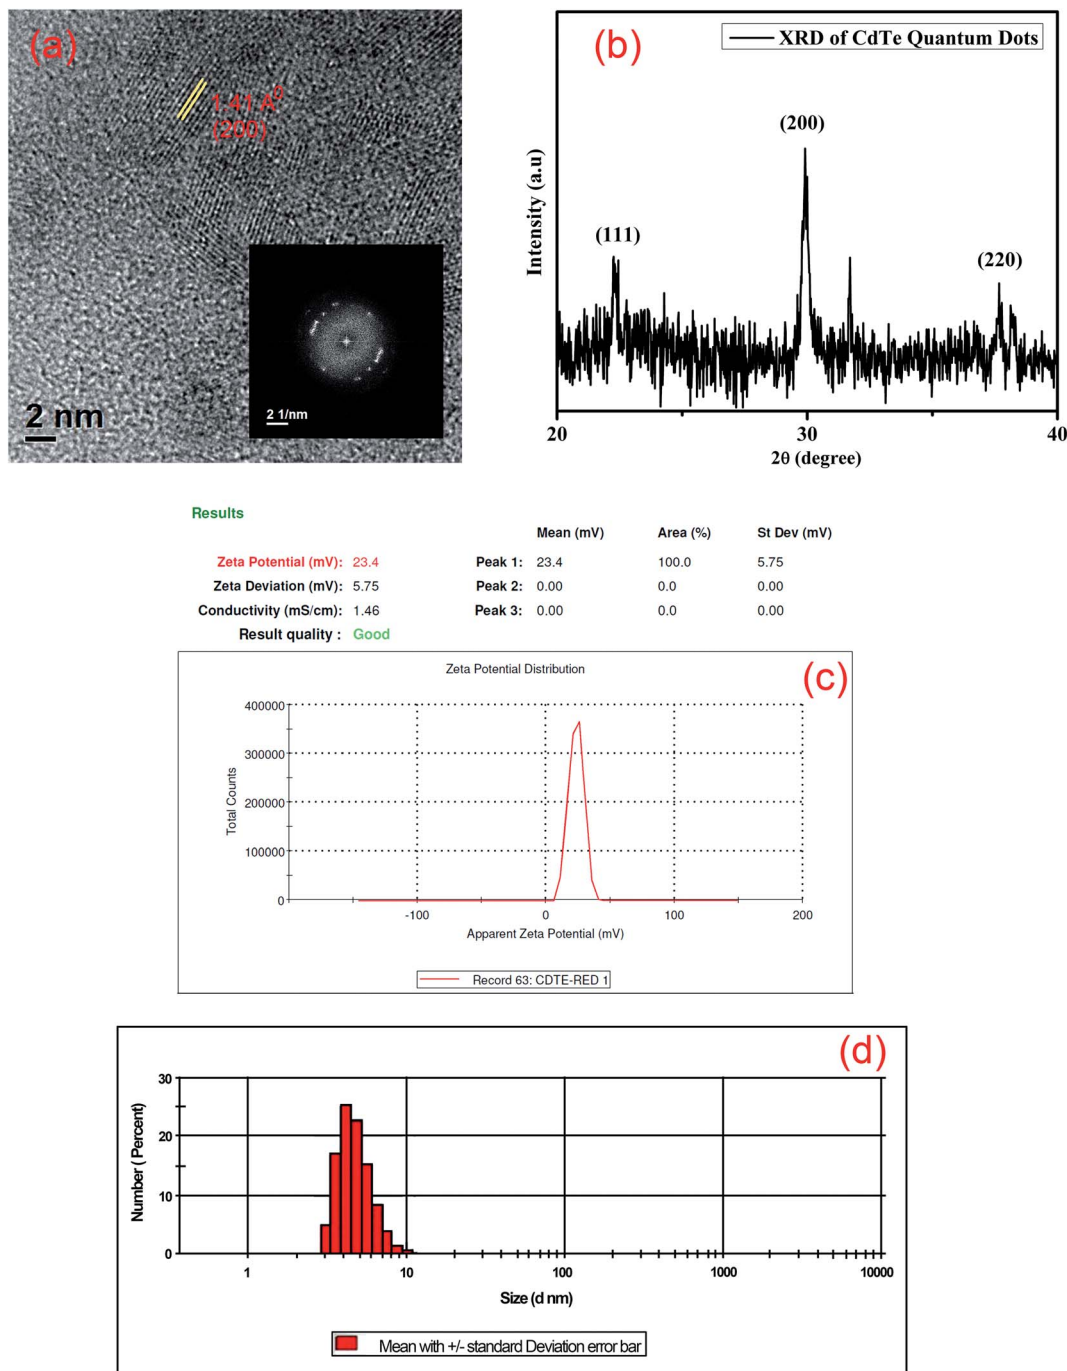 (a)
1.41 A⁰
(200)
2 nm
2 1/nm
(b)
XRD of CdTe Quantum Dots
(111)
(200)
(220)
Intensity (a.u)
20 30 40
2θ (degree)
Results
Mean (mV) Area (%) St Dev (mV)
Zeta Potential (mV): 23.4 Peak 1: 23.4 100.0 5.75
Zeta Deviation (mV): 5.75 Peak 2: 0.00 0.0 0.00
Conductivity (mS/cm): 1.46 Peak 3: 0.00 0.0 0.00
Result quality : Good
Zeta Potential Distribution
(c)
Total Counts
400000
300000
200000
100000
0
-100 0 100 200
Apparent Zeta Potential (mV)
Record 63: CDTE-RED 1
(d)
Number ( Percent)
30
20
10
0
1 10 100 1000 10000
Size (d nm)
Mean with +/- standard Deviation error bar